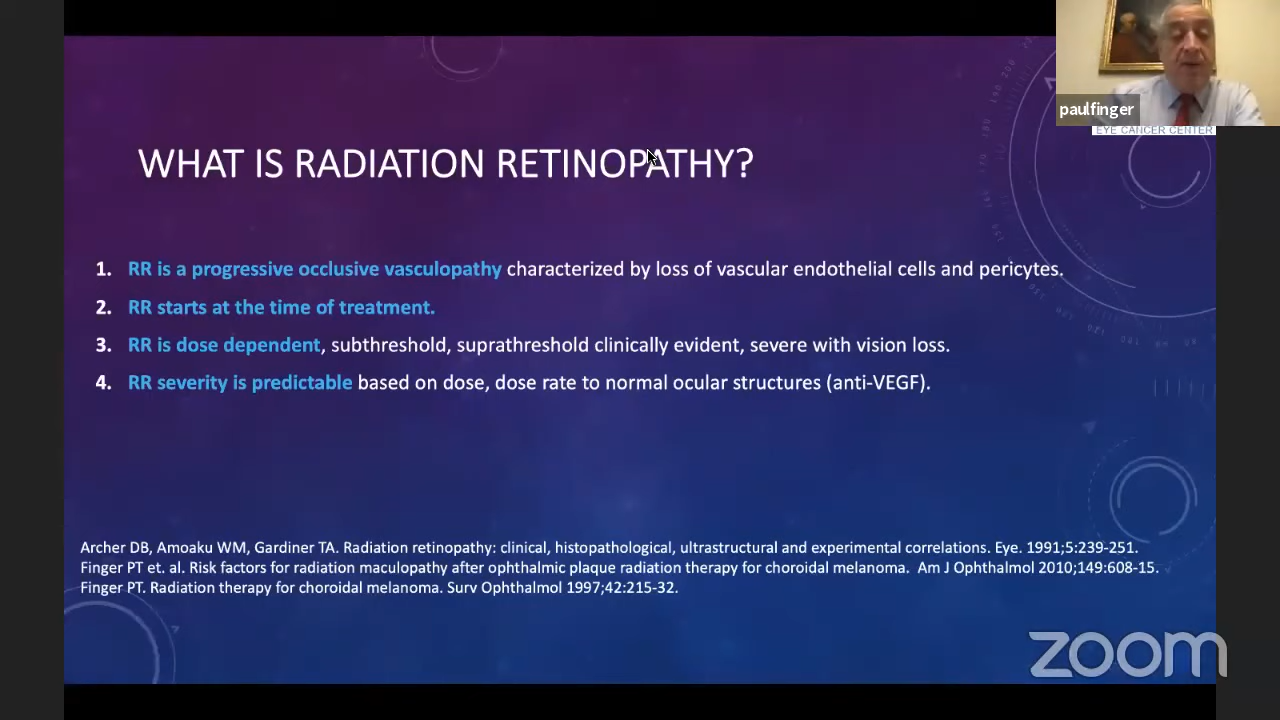 paulfinger
EYE CANCER CENTER
WHAT IS RADIATION RETINOPATHY?
1. RR is a progressive occlusive vasculopathy characterized by loss of vascular endothelial cells and pericytes.
2. RR starts at the time of treatment.
3. RR is dose dependent, subthreshold, suprathreshold clinically evident, severe with vision loss.
4. RR severity is predictable based on dose, dose rate to normal ocular structures (anti-VEGF).
Archer DB, Amoaku WM, Gardiner TA. Radiation retinopathy: clinical, histopathological, ultrastructural and experimental correlations. Eye. 1991;5:239-251.
Finger PT et. al. Risk factors for radiation maculopathy after ophthalmic plaque radiation therapy for choroidal melanoma. Am J Ophthalmol 2010;149:608-15.
Finger PT. Radiation therapy for choroidal melanoma. Surv Ophthalmol 1997;42:215-32.
zoom